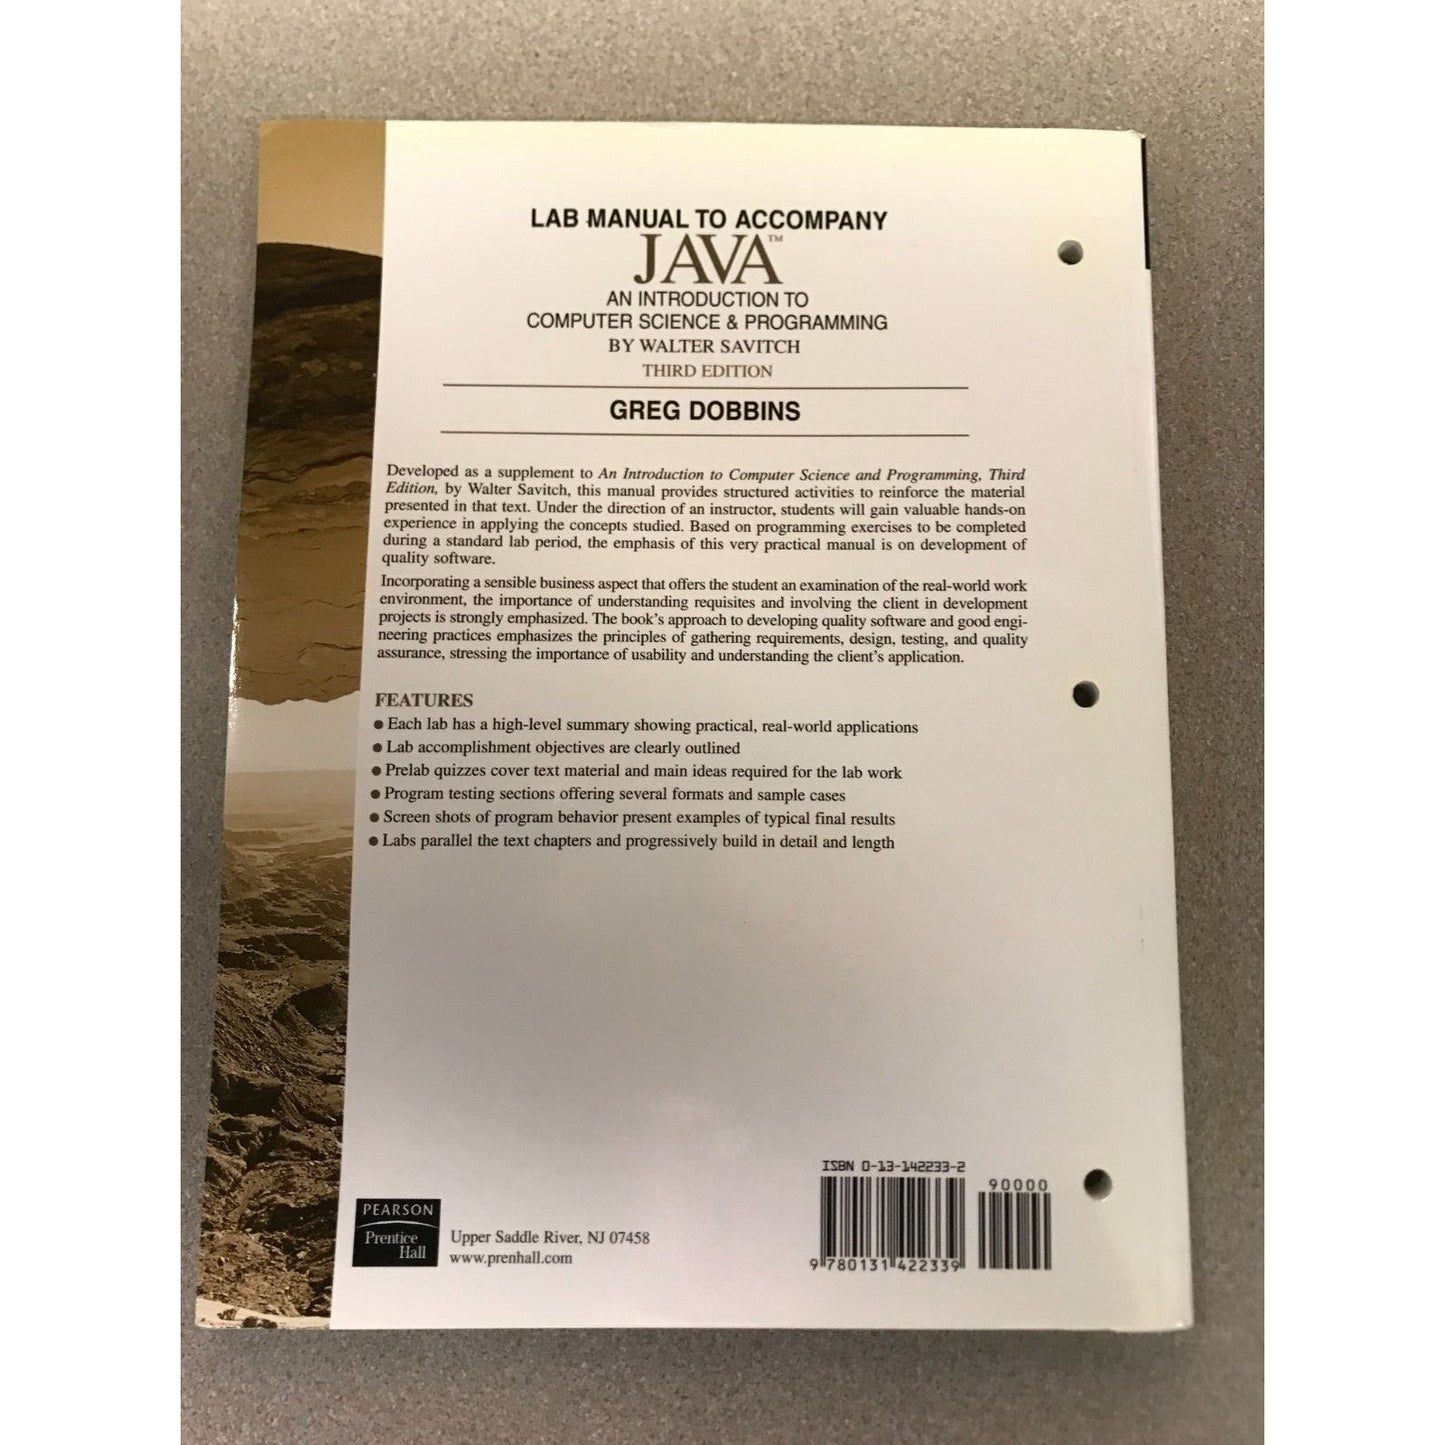 LAB MANUAL TO ACCOMPANY
JAVA™
AN INTRODUCTION TO
COMPUTER SCIENCE & PROGRAMMING
BY WALTER SAVITCH
THIRD EDITION
GREG DOBBINS
Developed as a supplement to An Introduction to Computer Science and Programming, Third
Edition, by Walter Savitch, this manual provides structured activities to reinforce the material
presented in that text. Under the direction of an instructor, students will gain valuable hands-on
experience in applying the concepts studied. Based on programming exercises to be completed
during a standard lab period, the emphasis of this very practical manual is on development of
quality software.
Incorporating a sensible business aspect that offers the student an examination of the real-world work
environment, the importance of understanding requisites and involving the client in development
projects is strongly emphasized. The book's approach to developing quality software and good engi-
neering practices emphasizes the principles of gathering requirements, design, testing, and quality
assurance, stressing the importance of usability and understanding the client's application.
FEATURES
● Each lab has a high-level summary showing practical, real-world applications
● Lab accomplishment objectives are clearly outlined
● Prelab quizzes cover text material and main ideas required for the lab work
● Program testing sections offering several formats and sample cases
● Screen shots of program behavior present examples of typical final results
● Labs parallel the text chapters and progressively build in detail and length
PEARSON
Prentice
Hall
Upper Saddle River, NJ 07458
www.prenhall.com
ISBN 0-13-142233-2
90000
9 780131 422339